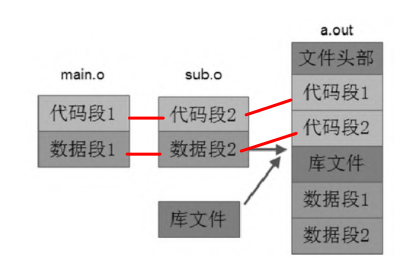 a.out
文件头部
main.o
sub.o
代码段1
代码段2
代码段1
代码段2
数据段1
数据段2
库文件
数据段1
库文件
数据段2